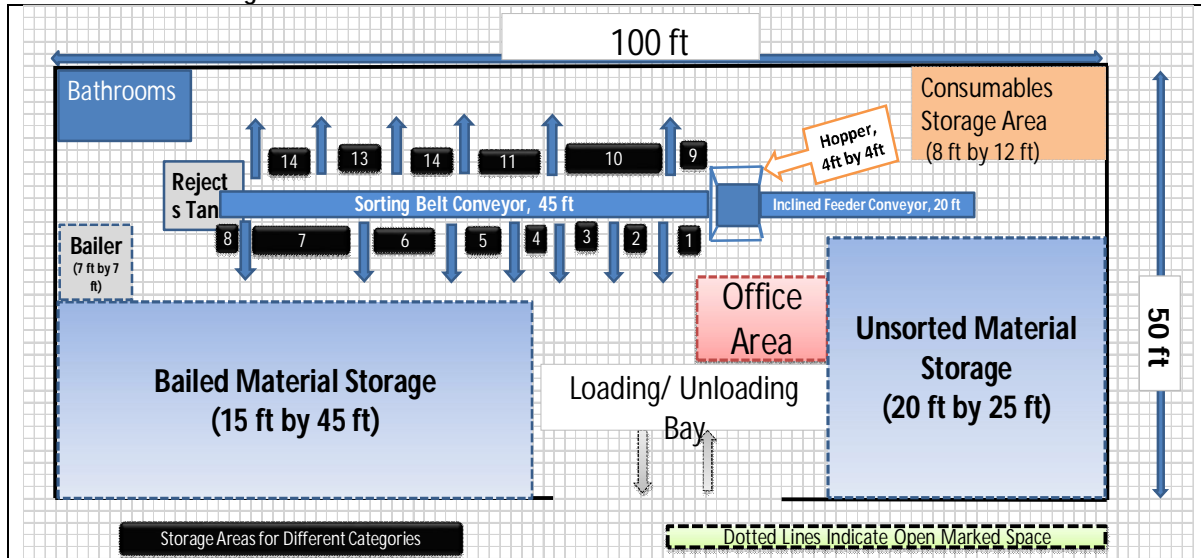 100 ft
Bathrooms
Consumables
Storage Area
(8 ft by 12 ft)
Hopper,
4ft by 4ft
14
13
14
11
10
9
Reject
s Tan
Sorting Belt Conveyor, 45 ft
Inclined Feeder Conveyor, 20 ft
8
7
6
5
4
3
2
1
Bailer
(7 ft by 7
ft)
Office
Area
Unsorted Material
Storage
(20 ft by 25 ft)
50 ft
Bailed Material Storage
(15 ft by 45 ft)
Loading/ Unloading
Bay
Storage Areas for Different Categories
Dotted Lines Indicate Open Marked Space